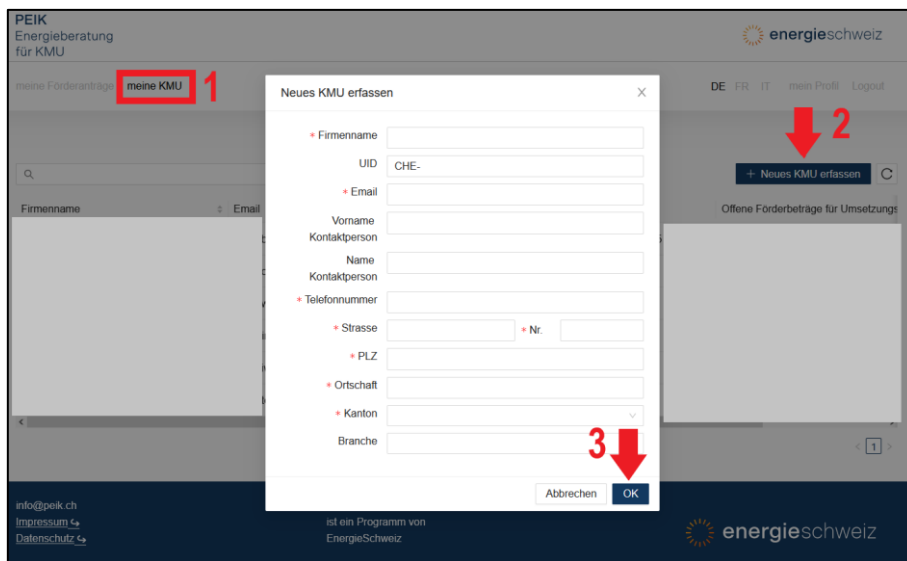 PEIK
Energieberatung
für KMU
energieschweiz
meine Förderanträge meine KMU 1
DE FR IT mein Profil Logout
2
+ Neues KMU erfassen
Firmenname Email Offene Förderbeträge für Umsetzungs
Neues KMU erfassen
* Firmenname
UID CHE-
* Email
Vorname
Kontaktperson
Name
Kontaktperson
* Telefonnummer
* Strasse * Nr.
* PLZ
* Ortschaft
* Kanton
Branche
3
Abbrechen OK
< 1 >
info@peik.ch
Impressum
Datenschutz
ist ein Programm von
EnergieSchweiz
energieschweiz